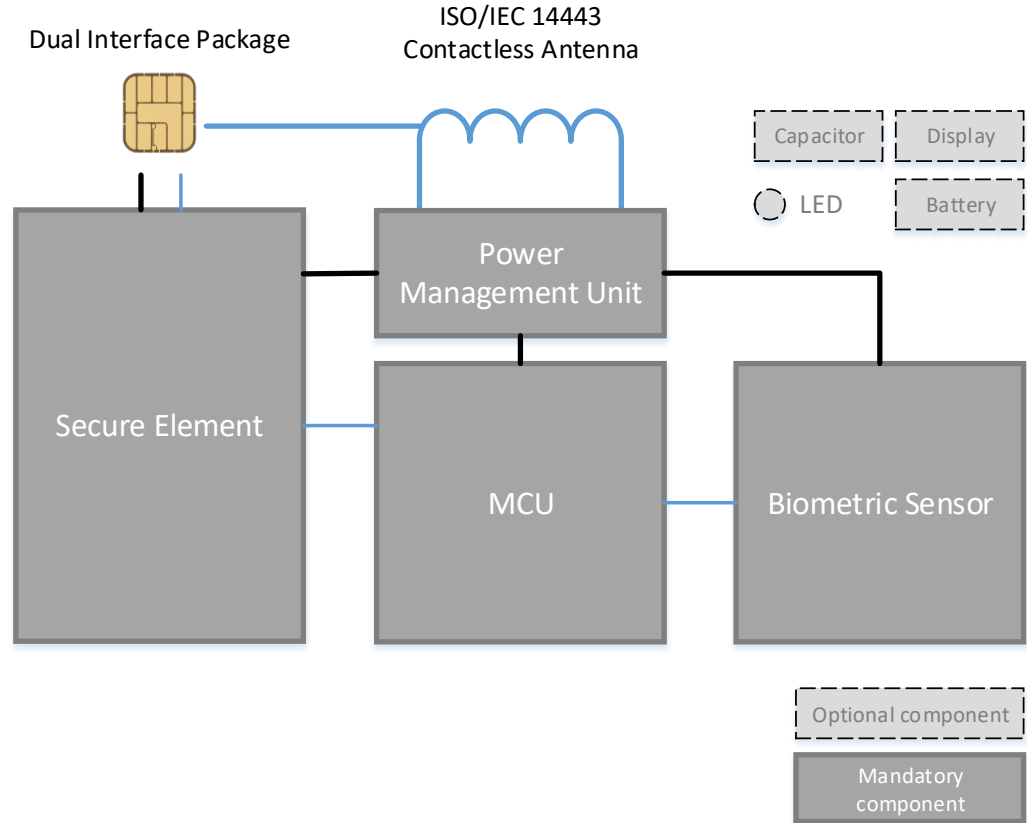 Dual Interface Package
ISO/IEC 14443
Contactless Antenna
Capacitor
Display
LED
Battery
Power
Management Unit
Secure Element
MCU
Biometric Sensor
Optional component
Mandatory
component